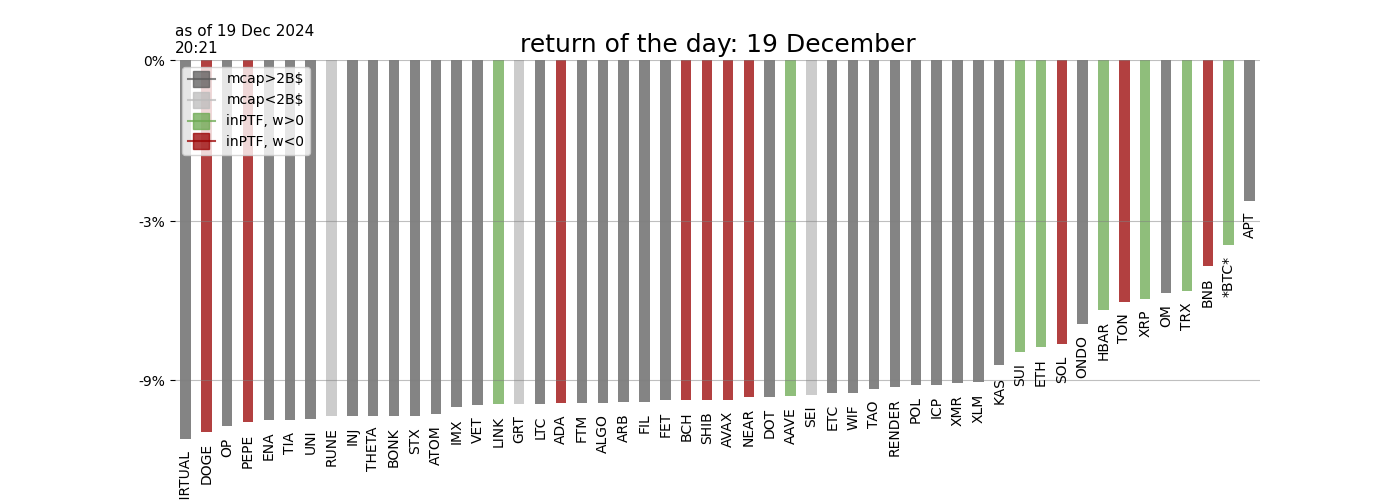 as of 19 Dec 2024
20:21
return of the day: 19 December
0%
-3%
-9%
mcap>2B$
mcap<2B$
inPTF, w>0
inPTF, w<0
IRTUAL
DOGE
OP
PEPE
ENA
TIA
UNI
RUNE
INJ
THETA
BONK
STX
ATOM
IMX
VET
LINK
GRT
LTC
ADA
FTM
ALGO
ARB
FIL
FET
BCH
SHIB
AVAX
NEAR
DOT
AAVE
SEI
ETC
WIF
TAO
RENDER
POL
ICP
XMR
XLM
KAS
SUI
ETH
SOL
ONDO
HBAR
TON
XRP
OM
TRX
BNB
*BTC*
APT